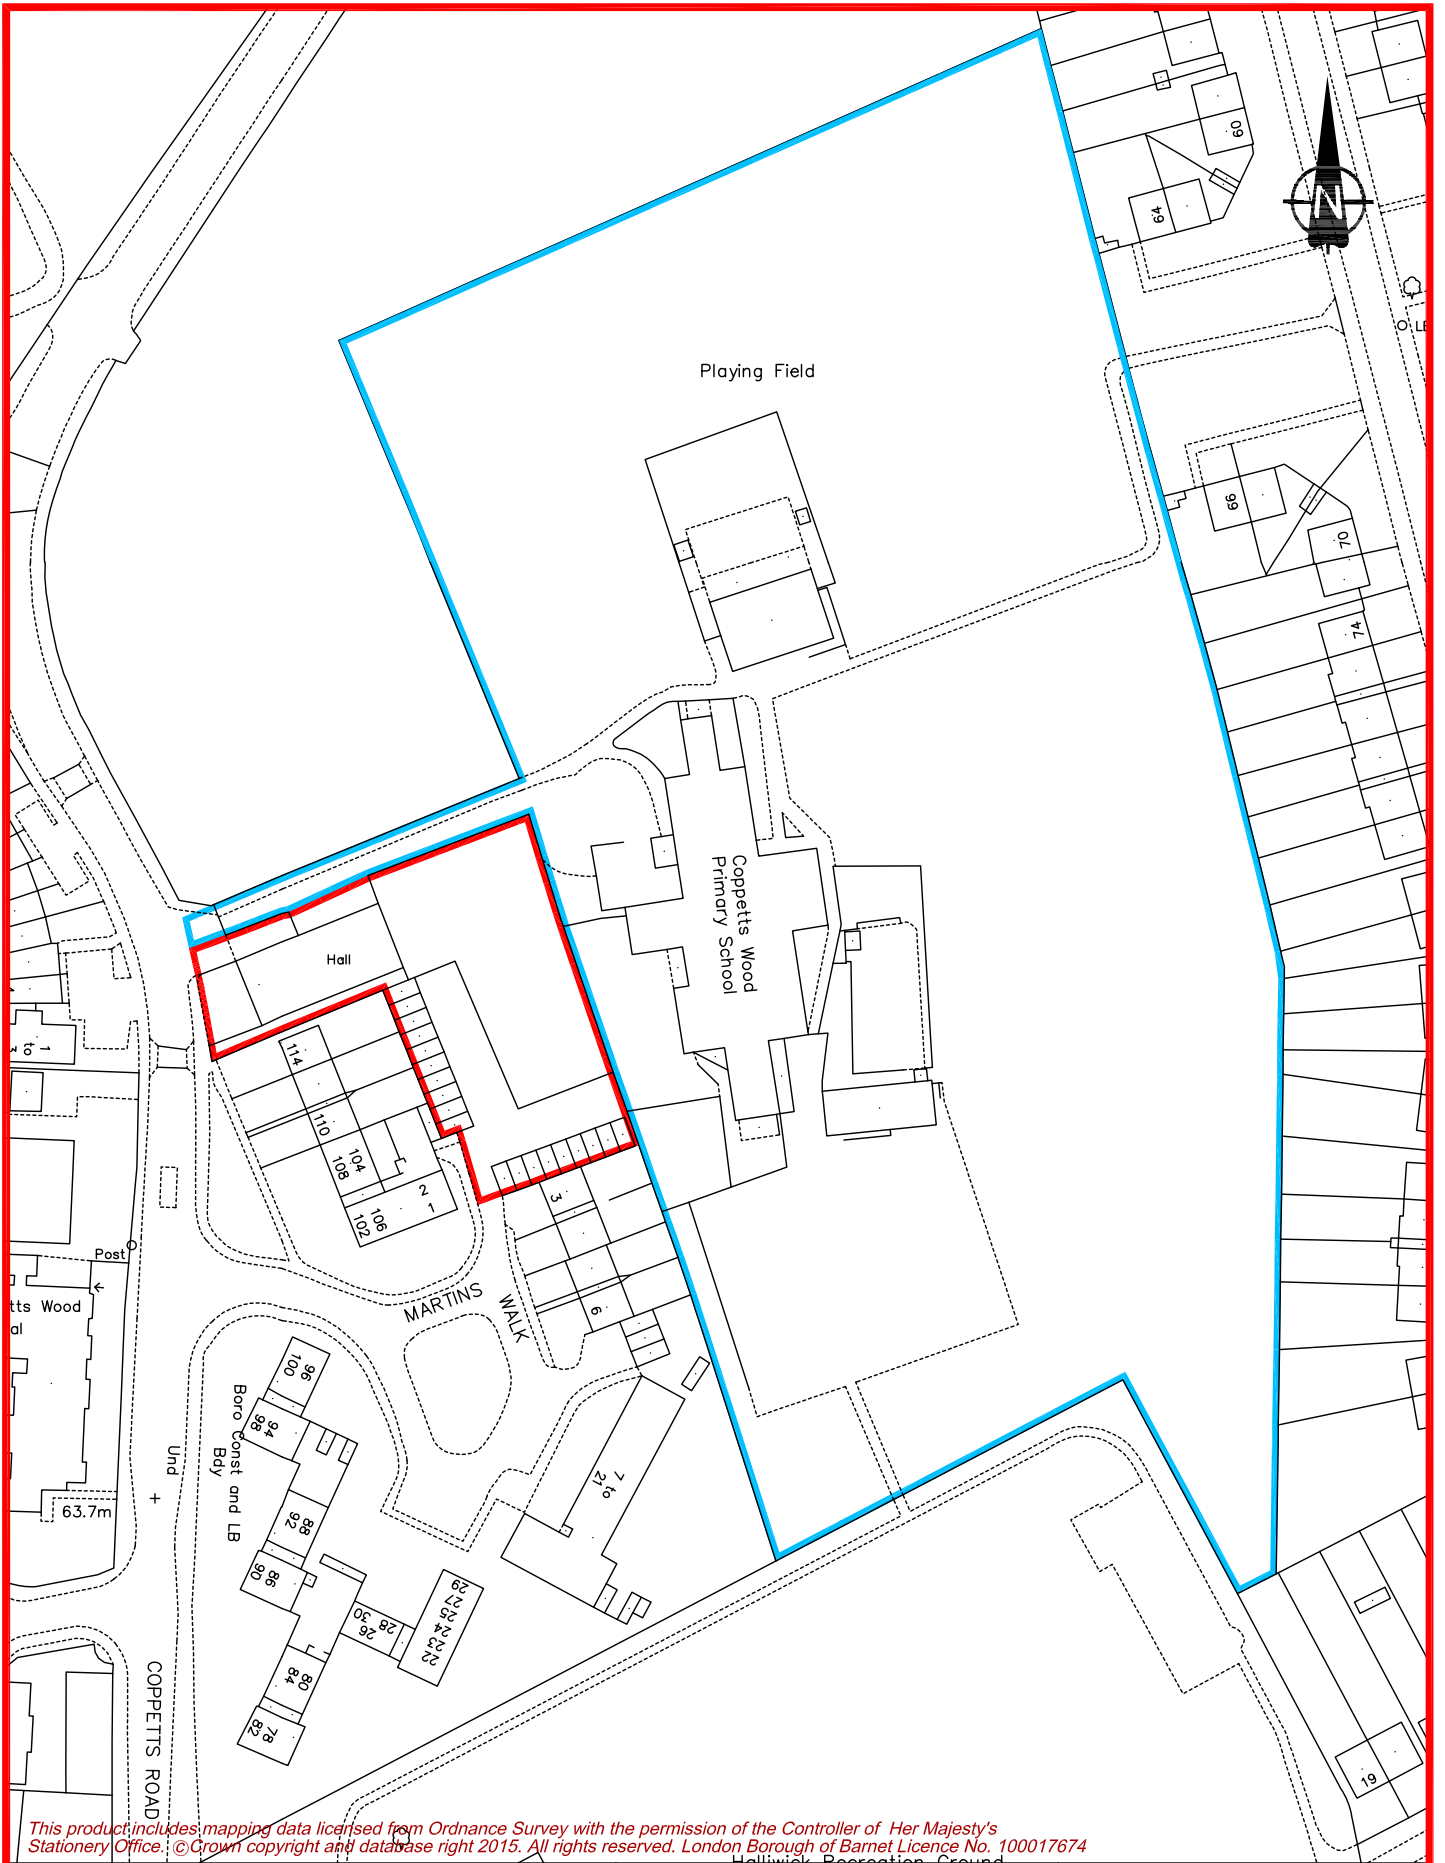 60
64
N
LB
Playing Field
66
70
74
Coppetts Wood
Primary School
Hall
1
to
114
110
104
108
2
1
106
102
3
6
Post
MARTINS
WALK
tts Wood
al
96
100
94
98
Boro Const and LB
Bdy
Und
7 to
21
63.7m
88
92
86
90
29
27
25
24
23
22
28
30
26
80
84
78
82
COPPETTS ROAD
19
This product includes mapping data licensed from Ordnance Survey with the permission of the Controller of Her Majesty's
Stationery Office. ©Crown copyright and database right 2015. All rights reserved. London Borough of Barnet Licence No. 100017674
Halliwick Recreation Ground